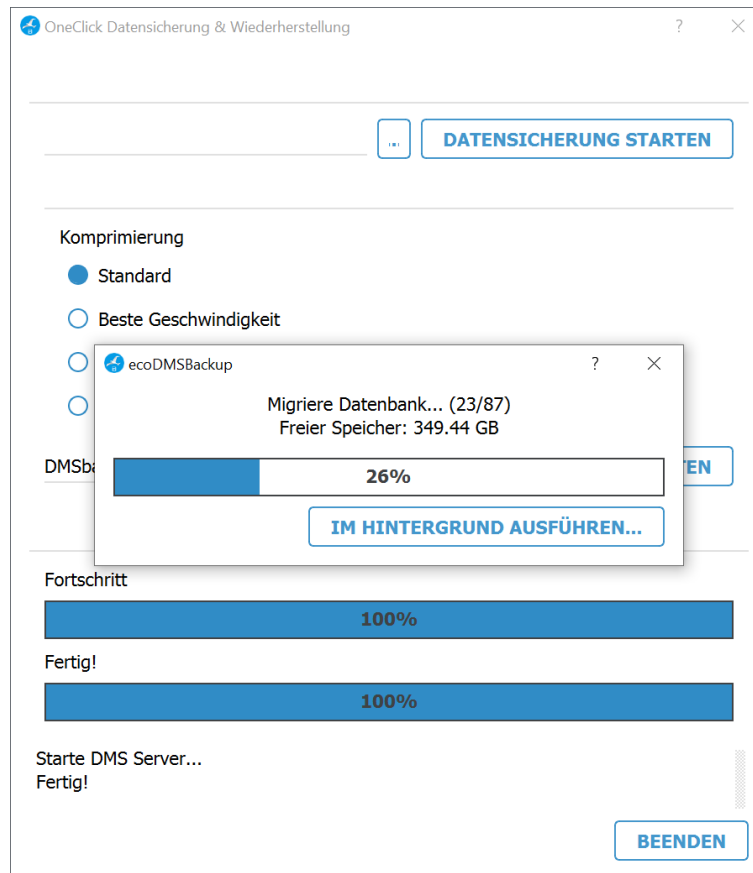 OneClick Datensicherung & Wiederherstellung
?
...
DATENSICHERUNG STARTEN
Komprimierung
Standard
Beste Geschwindigkeit
ecoDMSBackup
?
Migriere Datenbank... (23/87)
Freier Speicher: 349.44 GB
26%
IM HINTERGRUND AUSFÜHREN...
Fortschritt
100%
Fertig!
100%
Starte DMS Server...
Fertig!
BEENDEN